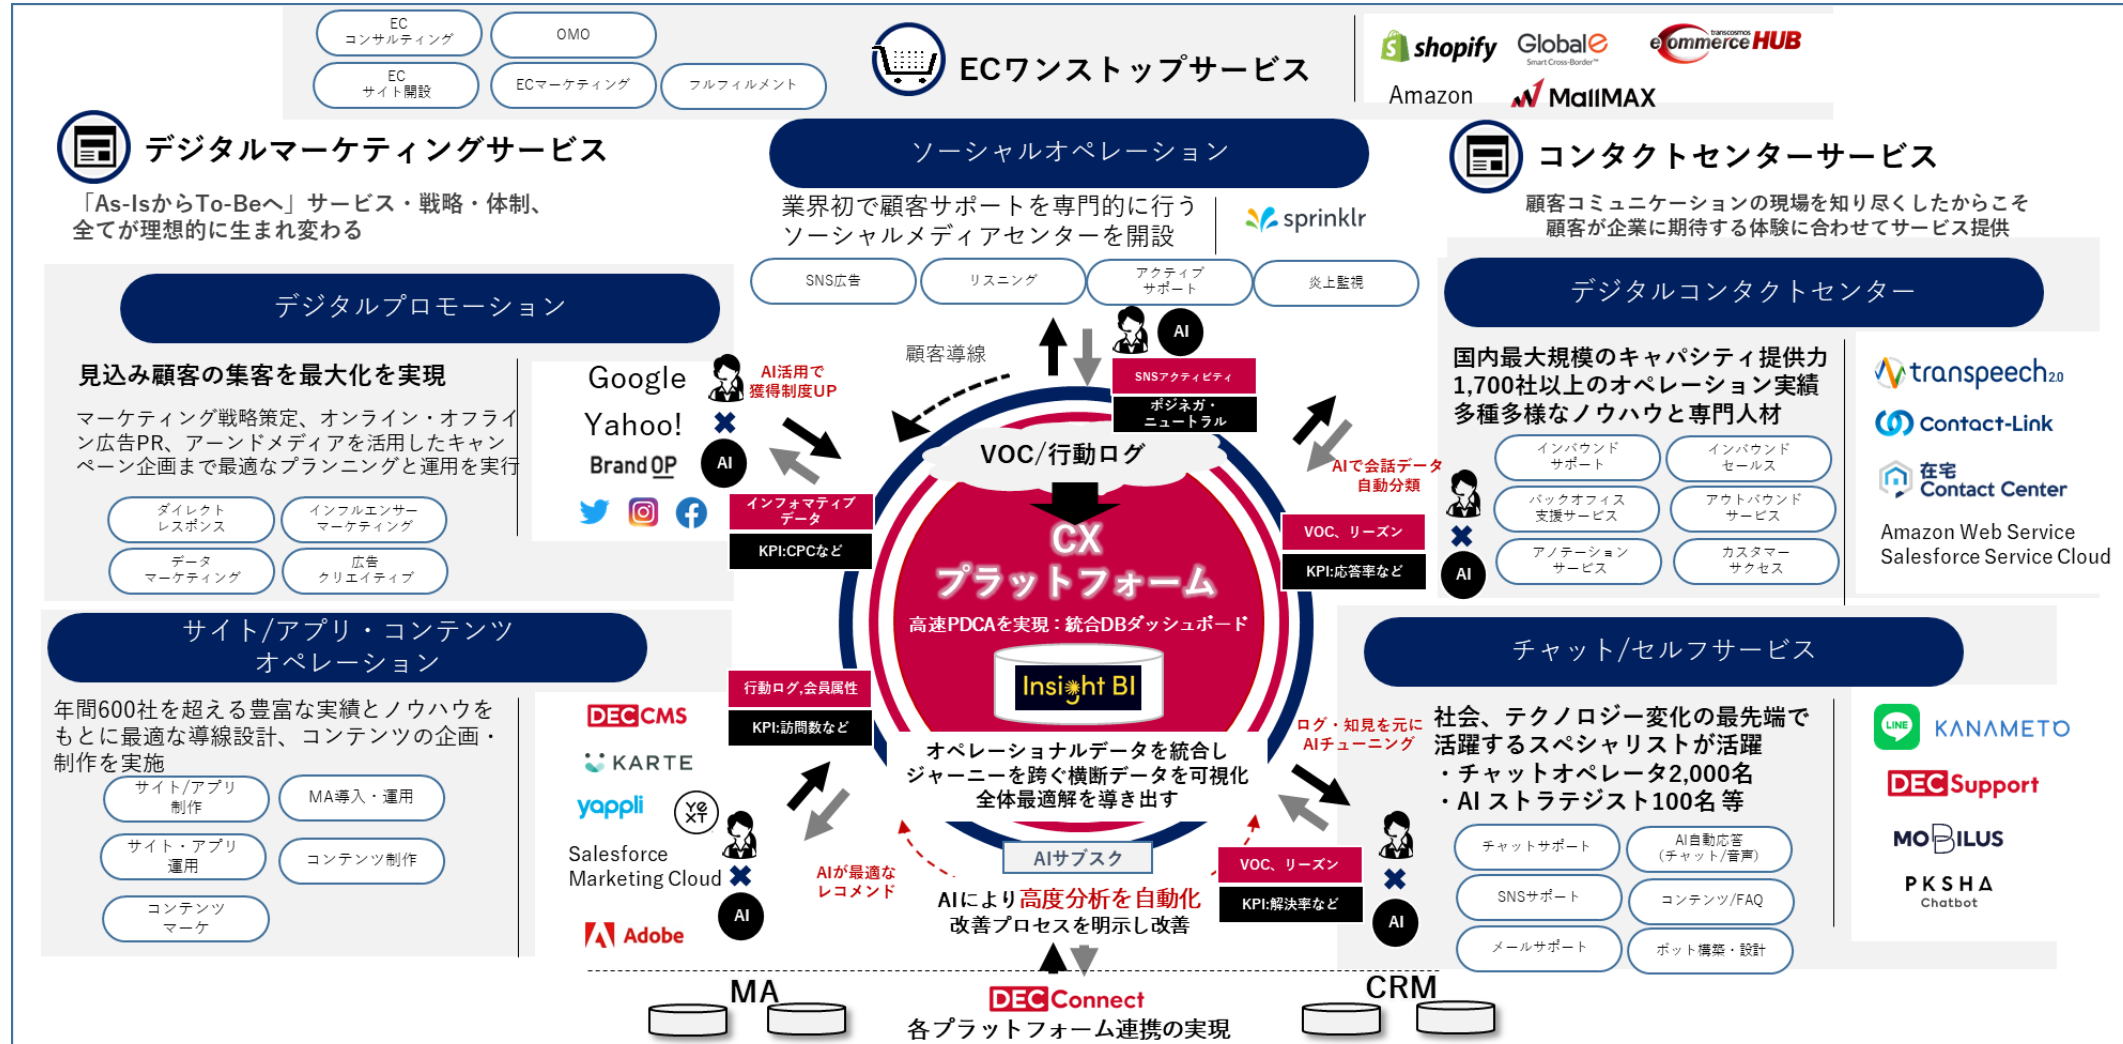 EC
コンサルティング
OMO
EC
サイト開設
ECマーケティング
フルフィルメント
ECワンストップサービス
shopify
Global-e
Smart Cross-Border™
transcosmos
eCommerce HUB
Amazon
MallMAX
デジタルマーケティングサービス
「As-IsからTo-Beへ」サービス・戦略・体制、
全てが理想的に生まれ変わる
ソーシャルオペレーション
業界初で顧客サポートを専門的に行う
ソーシャルメディアセンターを開設
sprinklr
SNS広告
リスニング
アクティブ
サポート
炎上監視
コンタクトセンターサービス
顧客コミュニケーションの現場を知り尽くしたからこそ
顧客が企業に期待する体験に合わせてサービス提供
デジタルプロモーション
見込み顧客の集客を最大化を実現
マーケティング戦略策定、オンライン・オフライ
ン広告PR、アーンドメディアを活用したキャン
ペーン企画まで最適なプランニングと運用を実行
ダイレクト
レスポンス
インフルエンサー
マーケティング
データ
マーケティング
広告
クリエイティブ
Google
Yahoo!
Brand OP
AI活用で
獲得制度UP
AI
インフォマティブ
データ
KPI:CPCなど
顧客導線
AI
SNSアクティビティ
ポジネガ・
ニュートラル
VOC/行動ログ
CX
プラットフォーム
高速PDCAを実現：統合DBダッシュボード
Insight BI
オペレーショナルデータを統合し
ジャーニーを跨ぐ横断データを可視化
全体最適解を導き出す
AIサブスク
AIにより高度分析を自動化
改善プロセスを明示し改善
デジタルコンタクトセンター
国内最大規模のキャパシティ提供力
1,700社以上のオペレーション実績
多種多様なノウハウと専門人材
インバウンド
サポート
インバウンド
セールス
バックオフィス
支援サービス
アウトバウンド
サービス
アノテーション
サービス
カスタマー
サクセス
transpeech2.0
Contact-Link
在宅
Contact Center
Amazon Web Service
Salesforce Service Cloud
AIで会話データ
自動分類
AI
VOC、リーズン
KPI:応答率など
サイト/アプリ・コンテンツ
オペレーション
年間600社を超える豊富な実績とノウハウを
もとに最適な導線設計、コンテンツの企画・
制作を実施
サイト/アプリ
制作
MA導入・運用
サイト・アプリ
運用
コンテンツ制作
コンテンツ
マーケ
DECCMS
KARTE
yappli
YEXT
Salesforce
Marketing Cloud
Adobe
AI
行動ログ,会員属性
KPI:訪問数など
AIが最適な
レコメンド
チャット/セルフサービス
社会、テクノロジー変化の最先端で
活躍するスペシャリストが活躍
・チャットオペレータ2,000名
・AI ストラテジスト100名 等
チャットサポート
AI自動応答
(チャット/音声)
SNSサポート
コンテンツ/FAQ
メールサポート
ボット構築・設計
LINE
KANAMETO
DECSupport
MOBILUS
PKSHA
Chatbot
ログ・知見を元に
AIチューニング
AI
VOC、リーズン
KPI:解決率など
MA
DECConnect
各プラットフォーム連携の実現
CRM